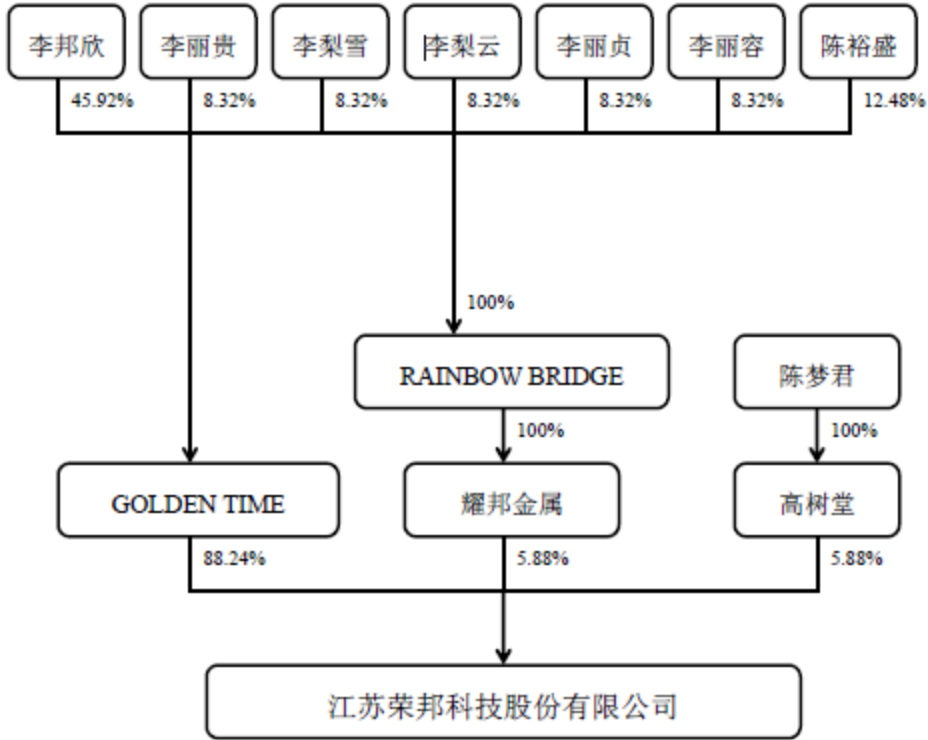 李邦欣 李丽贵 李梨雪 李梨云 李丽贞 李丽容 陈裕盛
45.92% 8.32% 8.32% 8.32% 8.32% 8.32% 12.48%
100%
RAINBOW BRIDGE 陈梦君
100% 100%
GOLDEN TIME 耀邦金属 高树堂
88.24% 5.88% 5.88%
江苏荣邦科技股份有限公司